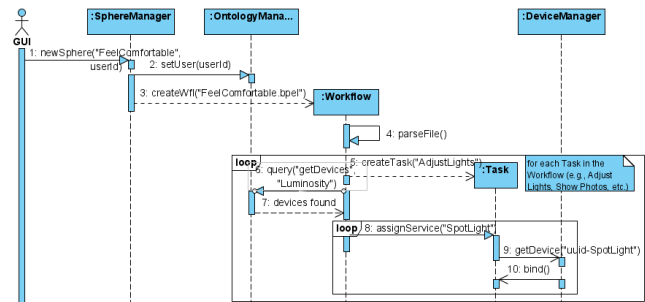 :SphereManager
:OntologyMana...
:DeviceManager
GUI
1: newSphere("FeelComfortable",
userId)
2: setUser(userId)
3: createWfl("FeelComfortable.bpel")
:Workflow
4: parseFile()
loop
5: createTask("AdjustLights")
:Task
for each Task in the
Workflow (e.g., Adjust
Lights, Show Photos, etc.)
6: query("getDevices",
"Luminosity")
7: devices found
loop
8: assignService("SpotLight")
9: getDevice("uuid-SpotLight")
10: bind()